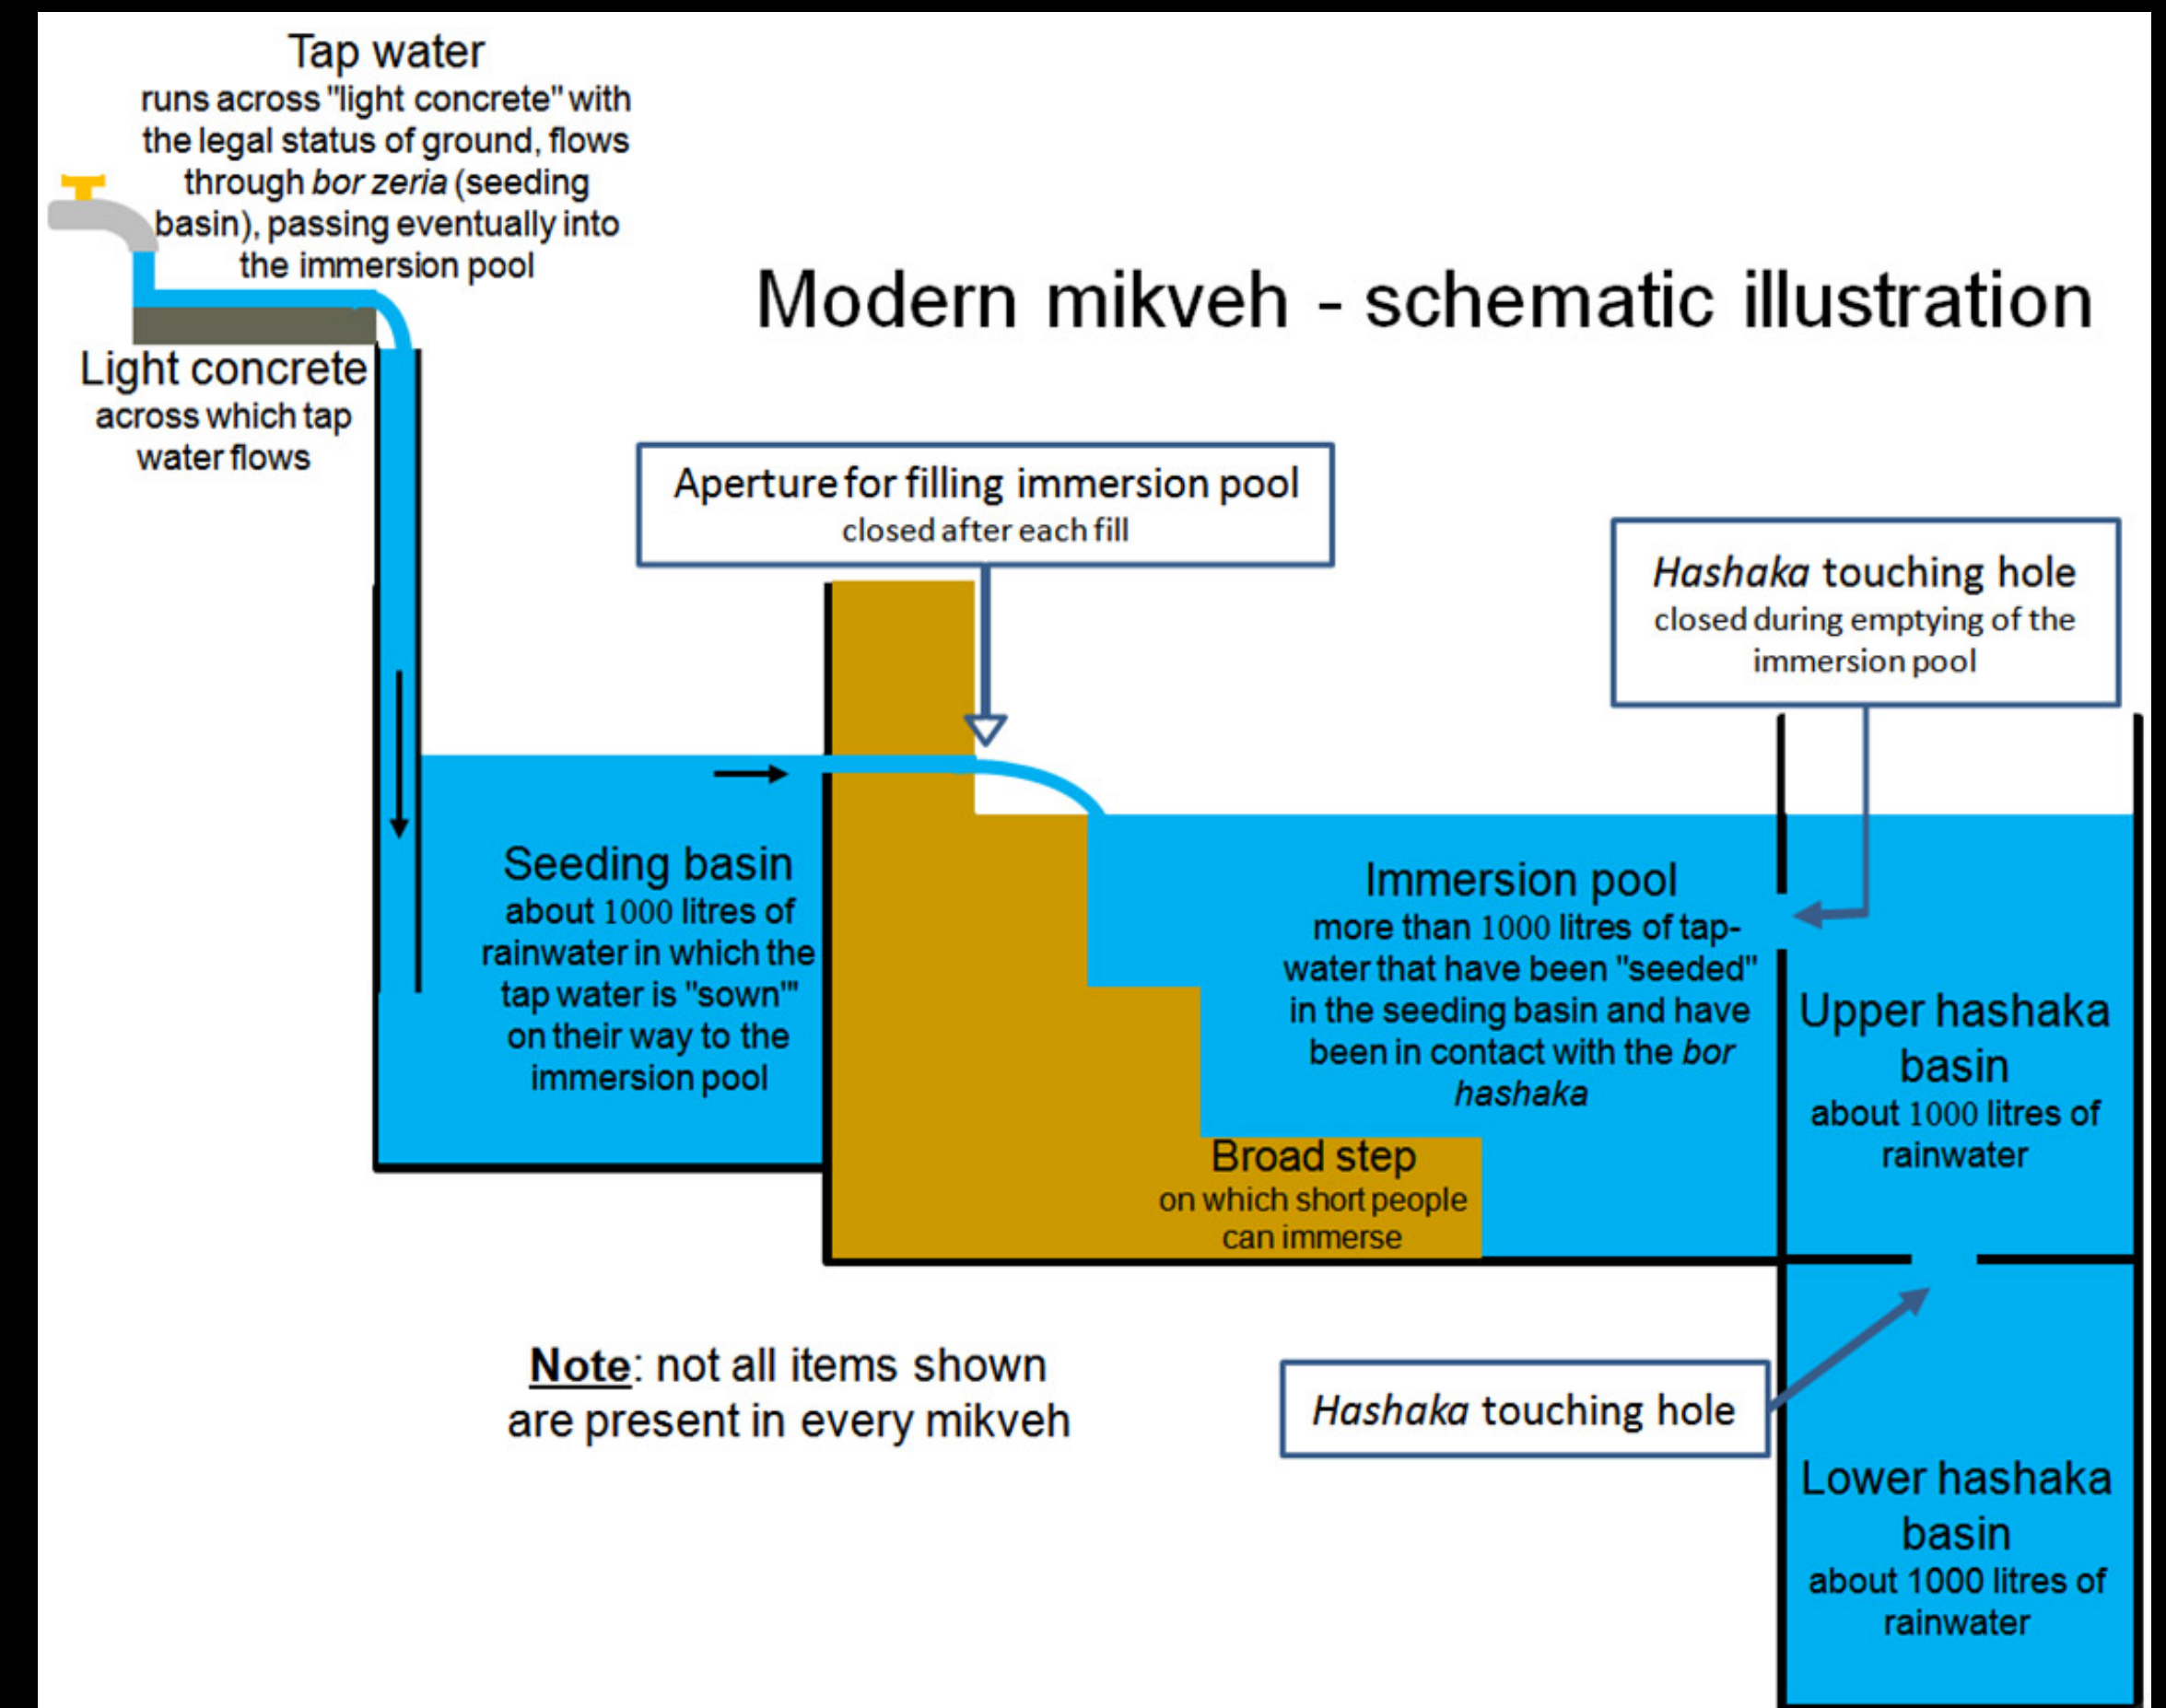 Tap water
runs across "light concrete" with
the legal status of ground, flows
through bor zeria (seeding
basin), passing eventually into
the immersion pool
Modern mikveh - schematic illustration
Light concrete
across which tap
water flows
Aperture for filling immersion pool
closed after each fill
Hashaka touching hole
closed during emptying of the
immersion pool
Seeding basin
about 1000 litres of
rainwater in which the
tap water is "sown'"
on their way to the
immersion pool
Immersion pool
more than 1000 litres of tap-
water that have been "seeded"
in the seeding basin and have
been in contact with the bor
hashaka
Upper hashaka
basin
about 1000 litres of
rainwater
Broad step
on which short people
can immerse
Note: not all items shown
are present in every mikveh
Hashaka touching hole
Lower hashaka
basin
about 1000 litres of
rainwater